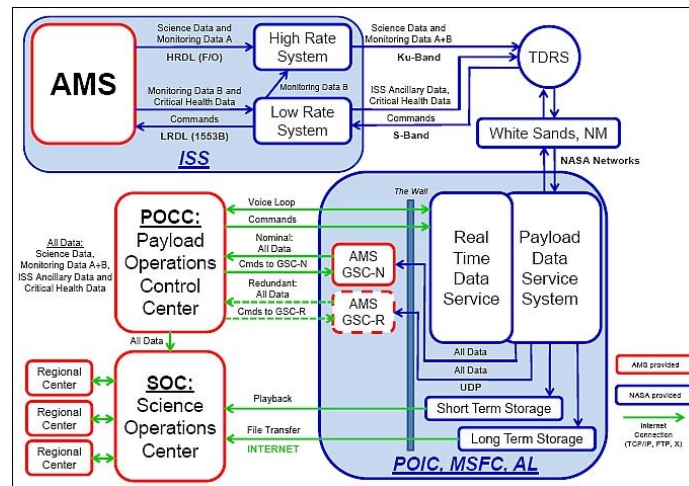 AMS
Science Data and
Monitoring Data A
HRDL (F/O)
High Rate
System
Science Data and
Monitoring Data A+B
Ku-Band
TDRS
Monitoring Data B and
Critical Health Data
Monitoring Data B
Commands
LRDL (1553B)
Low Rate
System
ISS Ancillary Data,
Critical Health Data
Commands
S-Band
ISS
White Sands, NM
NASA Networks
POCC:
Payload
Operations
Control
Center
All Data:
Science Data,
Monitoring Data A+B,
ISS Ancillary Data and
Critical Health Data
Voice Loop
Commands
Nominal:
All Data
Cmds to GSC-N
Redundant:
All Data
Cmds to GSC-R
The Wall
AMS
GSC-N
AMS
GSC-R
Real
Time
Data
Service
Payload
Data
Service
System
All Data
All Data
UDP
All Data
SOC:
Science
Operations
Center
Regional
Center
Regional
Center
Regional
Center
Playback
File Transfer
INTERNET
Short Term Storage
Long Term Storage
POIC, MSFC, AL
AMS provided
NASA provided
Internet
Connection
(TCP/IP, FTP, X)